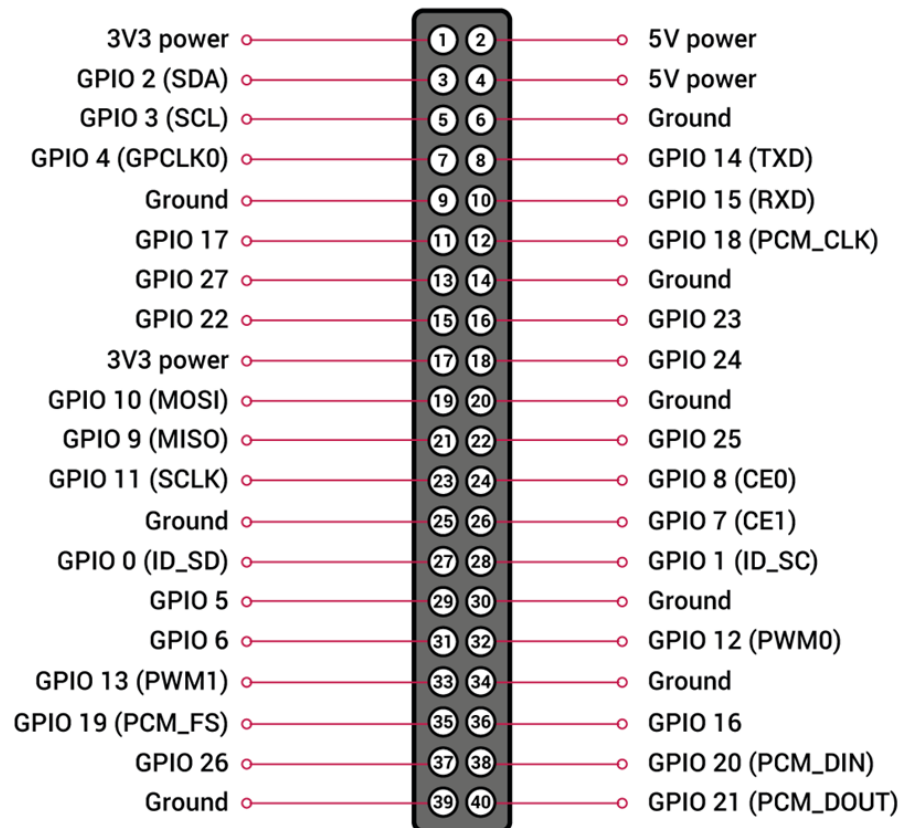 3V3 power 1 2 5V power
GPIO 2 (SDA) 3 4 5V power
GPIO 3 (SCL) 5 6 Ground
GPIO 4 (GPCLK0) 7 8 GPIO 14 (TXD)
Ground 9 10 GPIO 15 (RXD)
GPIO 17 11 12 GPIO 18 (PCM_CLK)
GPIO 27 13 14 Ground
GPIO 22 15 16 GPIO 23
3V3 power 17 18 GPIO 24
GPIO 10 (MOSI) 19 20 Ground
GPIO 9 (MISO) 21 22 GPIO 25
GPIO 11 (SCLK) 23 24 GPIO 8 (CE0)
Ground 25 26 GPIO 7 (CE1)
GPIO 0 (ID_SD) 27 28 GPIO 1 (ID_SC)
GPIO 5 29 30 Ground
GPIO 6 31 32 GPIO 12 (PWM0)
GPIO 13 (PWM1) 33 34 Ground
GPIO 19 (PCM_FS) 35 36 GPIO 16
GPIO 26 37 38 GPIO 20 (PCM_DIN)
Ground 39 40 GPIO 21 (PCM_DOUT)